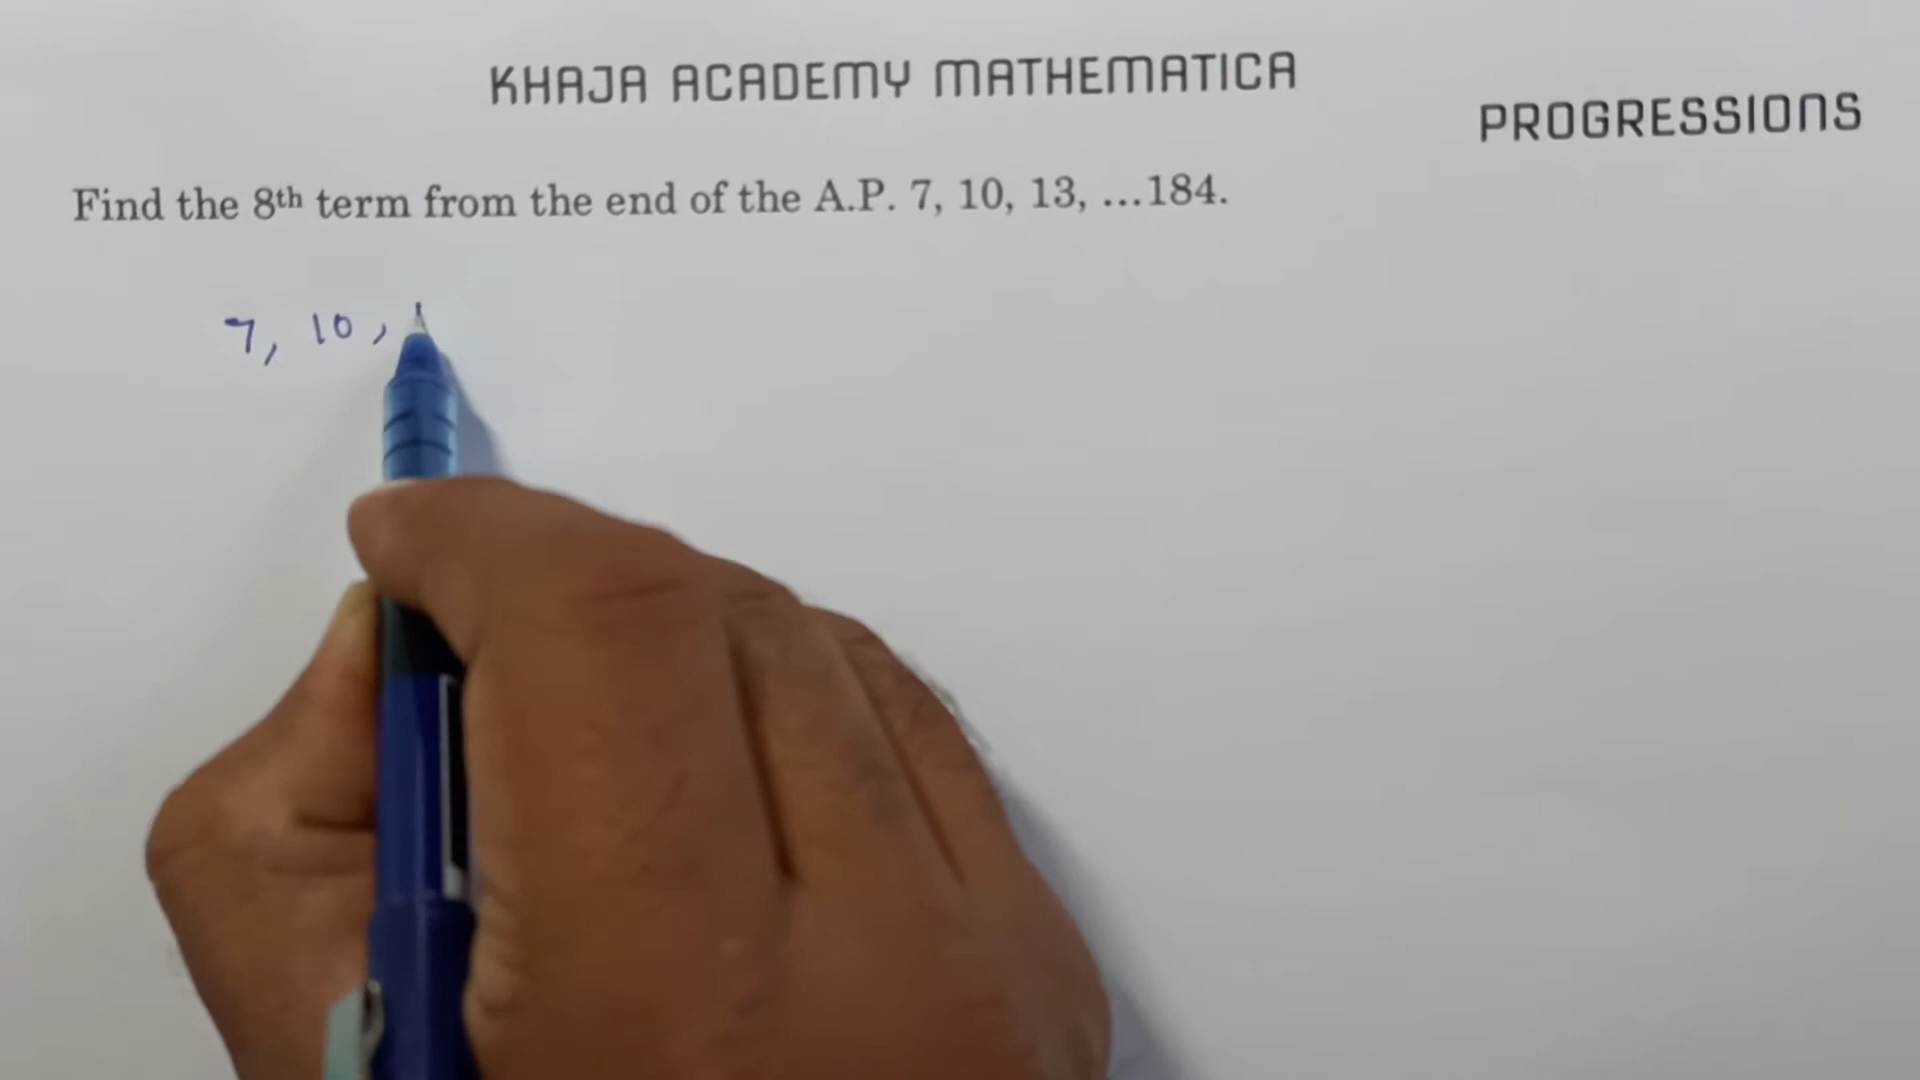 KHAJA ACADEMY MATHEMATICA
PROGRESSIONS
Find the 8th term from the end of the A.P. 7, 10, 13, ...184.
7, 10,